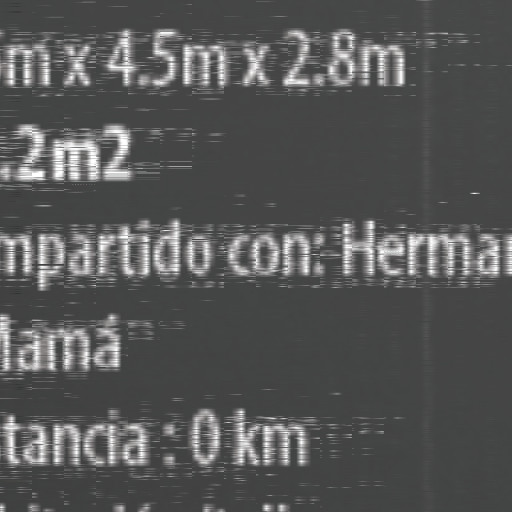 m x 4.5m x 2.8m
.2m2
mpartido con: Herma
Mamá
tancia : 0 km